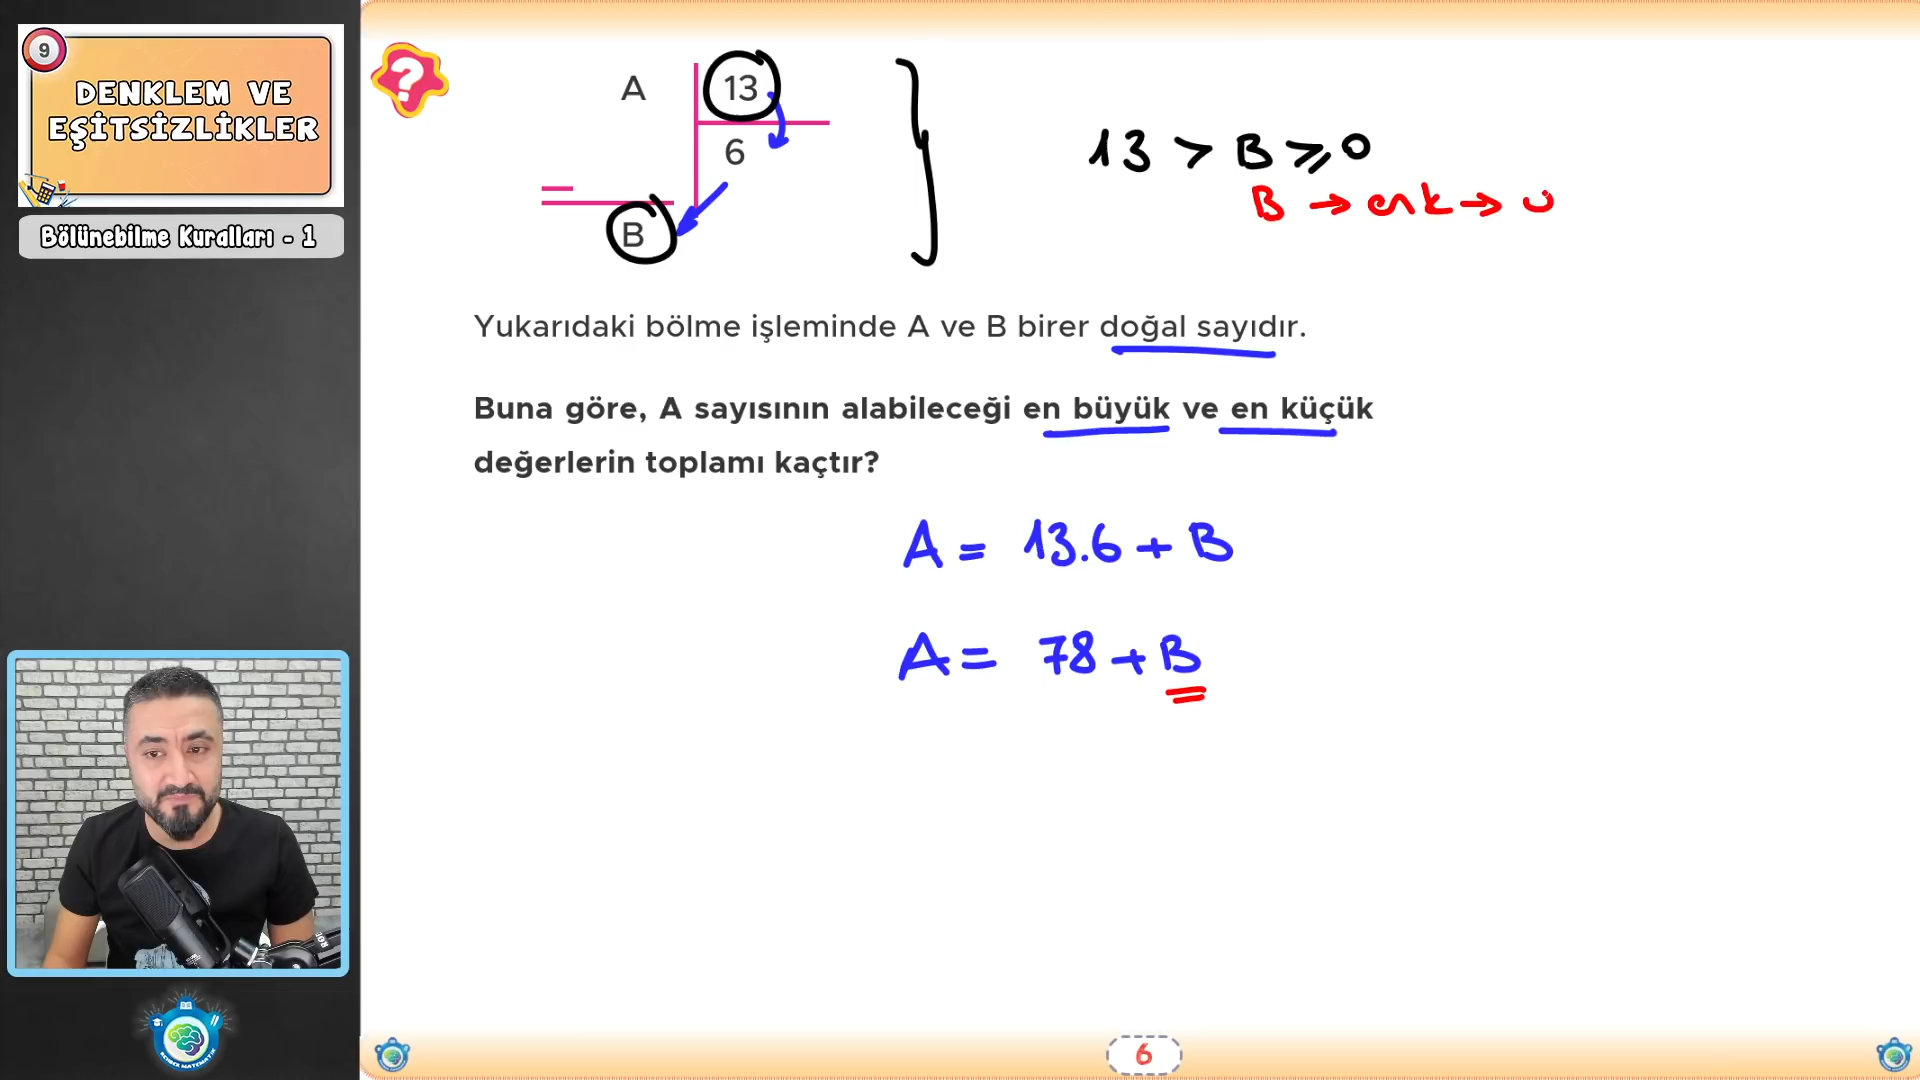 9
DENKLEM VE
EŞİTSİZLİKLER
Bölünebilme Kuralları - 1
A 13
6
B
13 > B ≥ 0
B → enk → 0
Yukarıdaki bölme işleminde A ve B birer doğal sayıdır.
Buna göre, A sayısının alabileceği en büyük ve en küçük
değerlerin toplamı kaçtır?
A = 13.6 + B
A = 78 + B
6